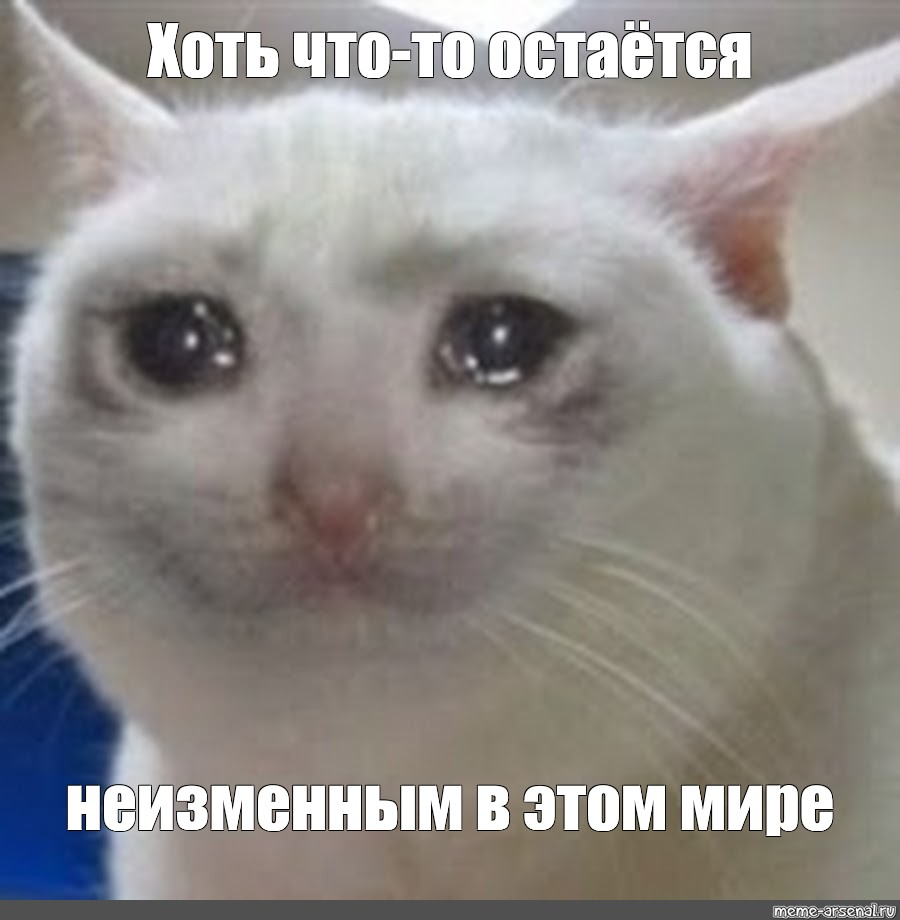 Хоть что-то остаётся
неизменным в этом мире
meme-arsenal.ru